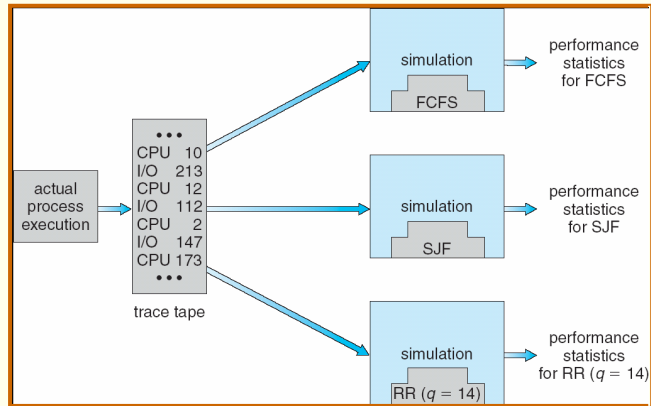 actual
process
execution
•••
CPU 10
I/O 213
CPU 12
I/O 112
CPU 2
I/O 147
CPU 173
•••
trace tape
simulation
FCFS
performance
statistics
for FCFS
simulation
SJF
performance
statistics
for SJF
simulation
RR (q = 14)
performance
statistics
for RR (q = 14)